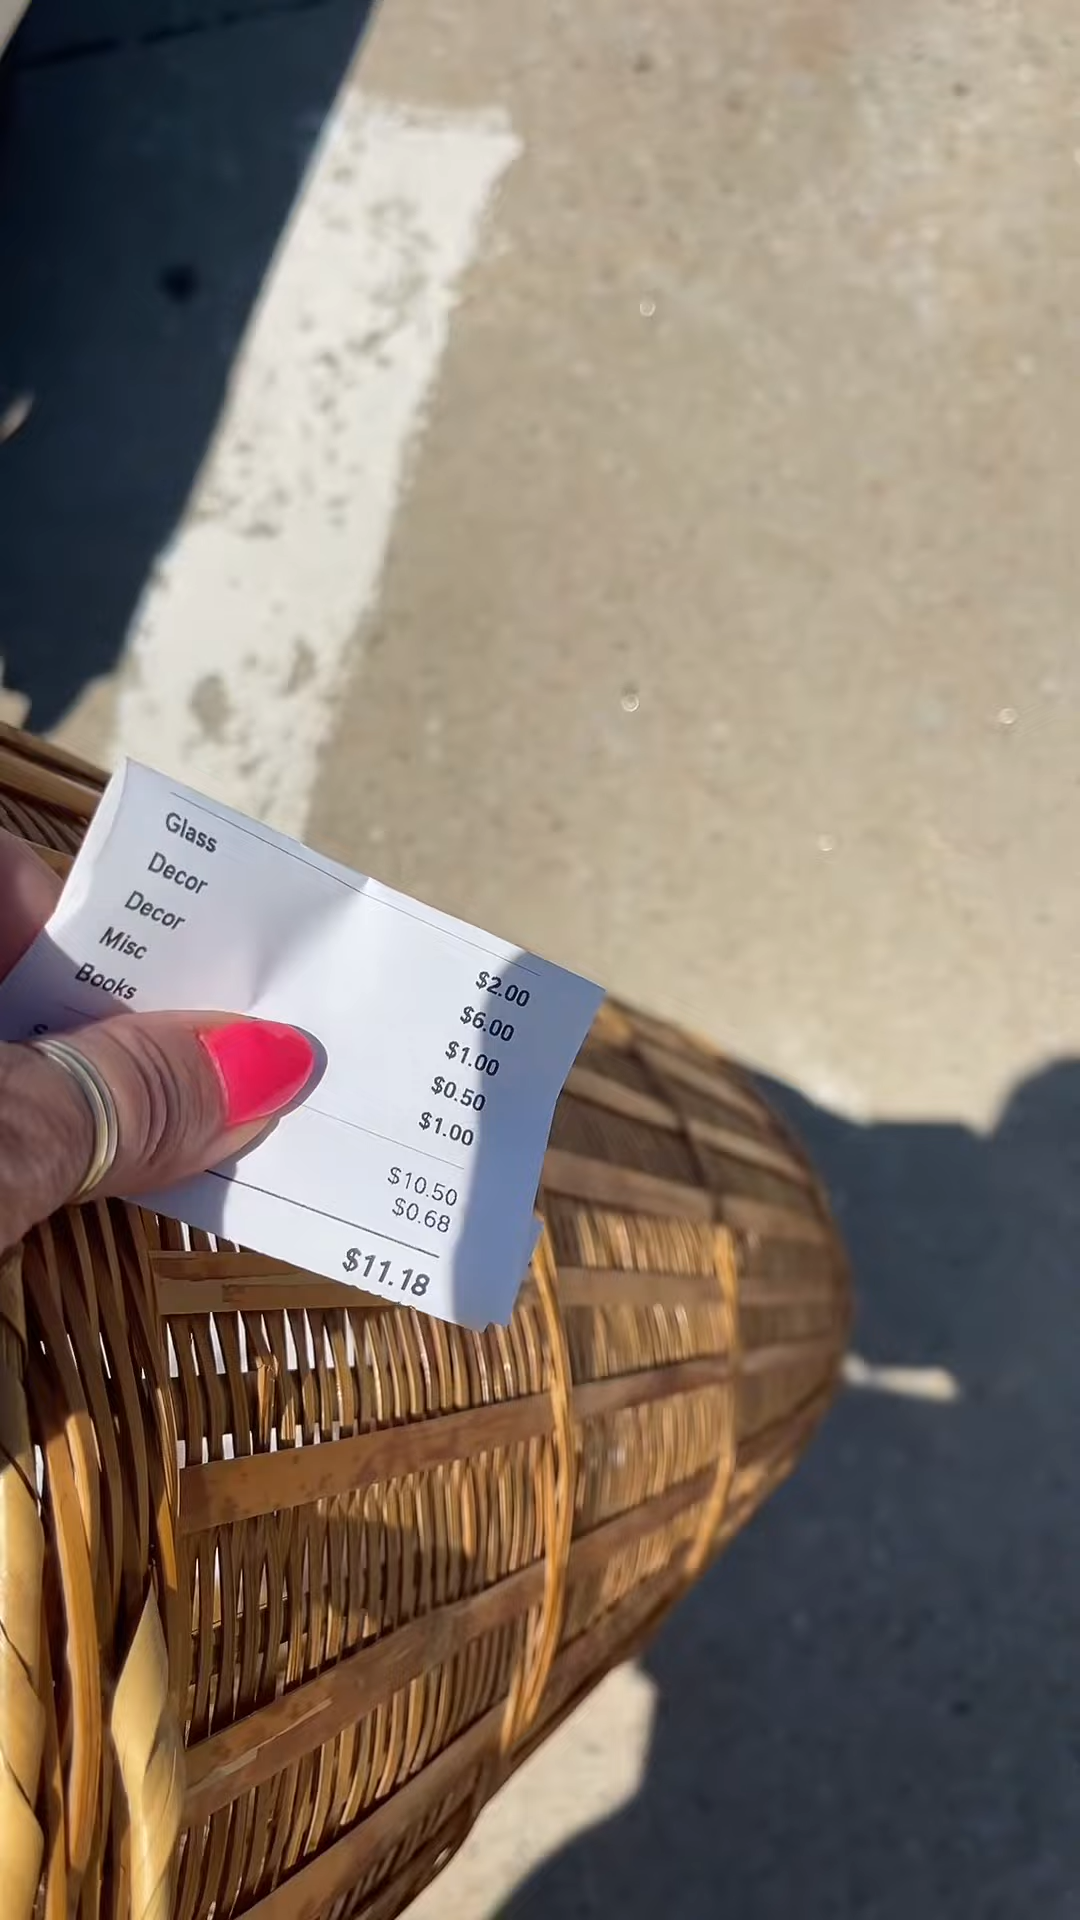 Glass $2.00
Decor $6.00
Decor $1.00
Misc $0.50
Books $1.00
$10.50
$0.68
$11.18